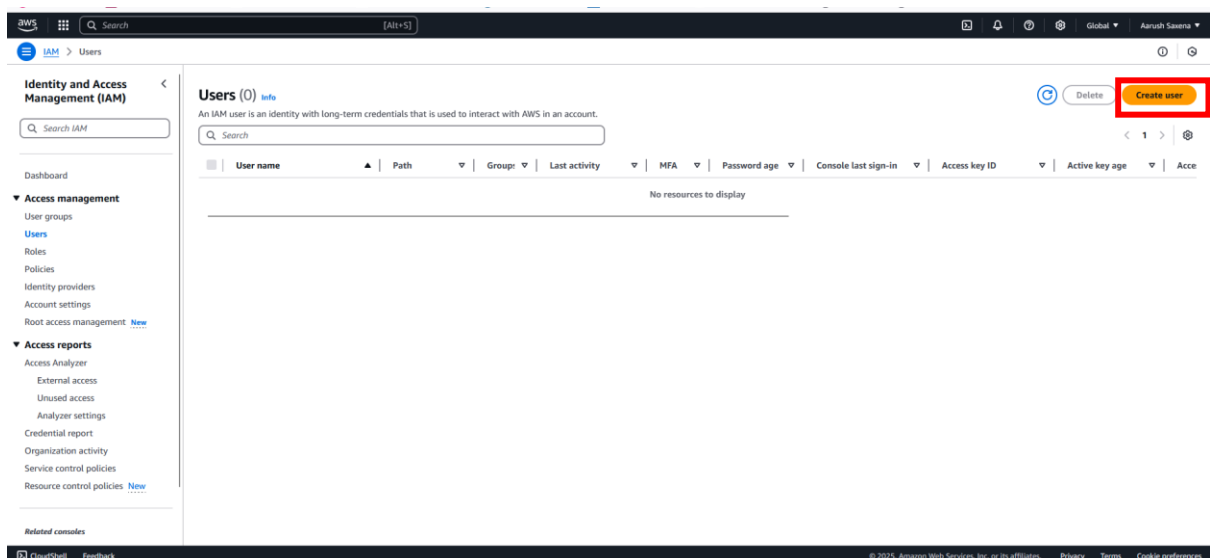 aws
Search
[Alt+S]
Global
Aarush Saxena
IAM > Users
Identity and Access
Management (IAM)
Search IAM
Dashboard
Access management
User groups
Users
Roles
Policies
Identity providers
Account settings
Root access management New
Access reports
Access Analyzer
External access
Unused access
Analyzer settings
Credential report
Organization activity
Service control policies
Resource control policies New
Related consoles
Users (0) Info
Delete
Create user
An IAM user is an identity with long-term credentials that is used to interact with AWS in an account.
Search
1
User name Path Group: Last activity MFA Password age Console last sign-in Access key ID Active key age Acce
No resources to display
CloudShell Feedback
© 2025, Amazon Web Services, Inc. or its affiliates. Privacy Terms Cookie preferences